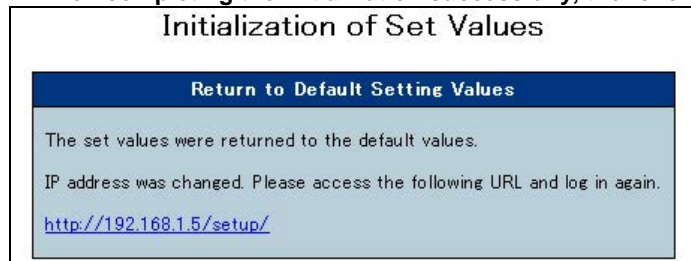 Initialization of Set Values
Return to Default Setting Values
The set values were returned to the default values.
IP address was changed. Please access the following URL and log in again.
http://192.168.1.5/setup/